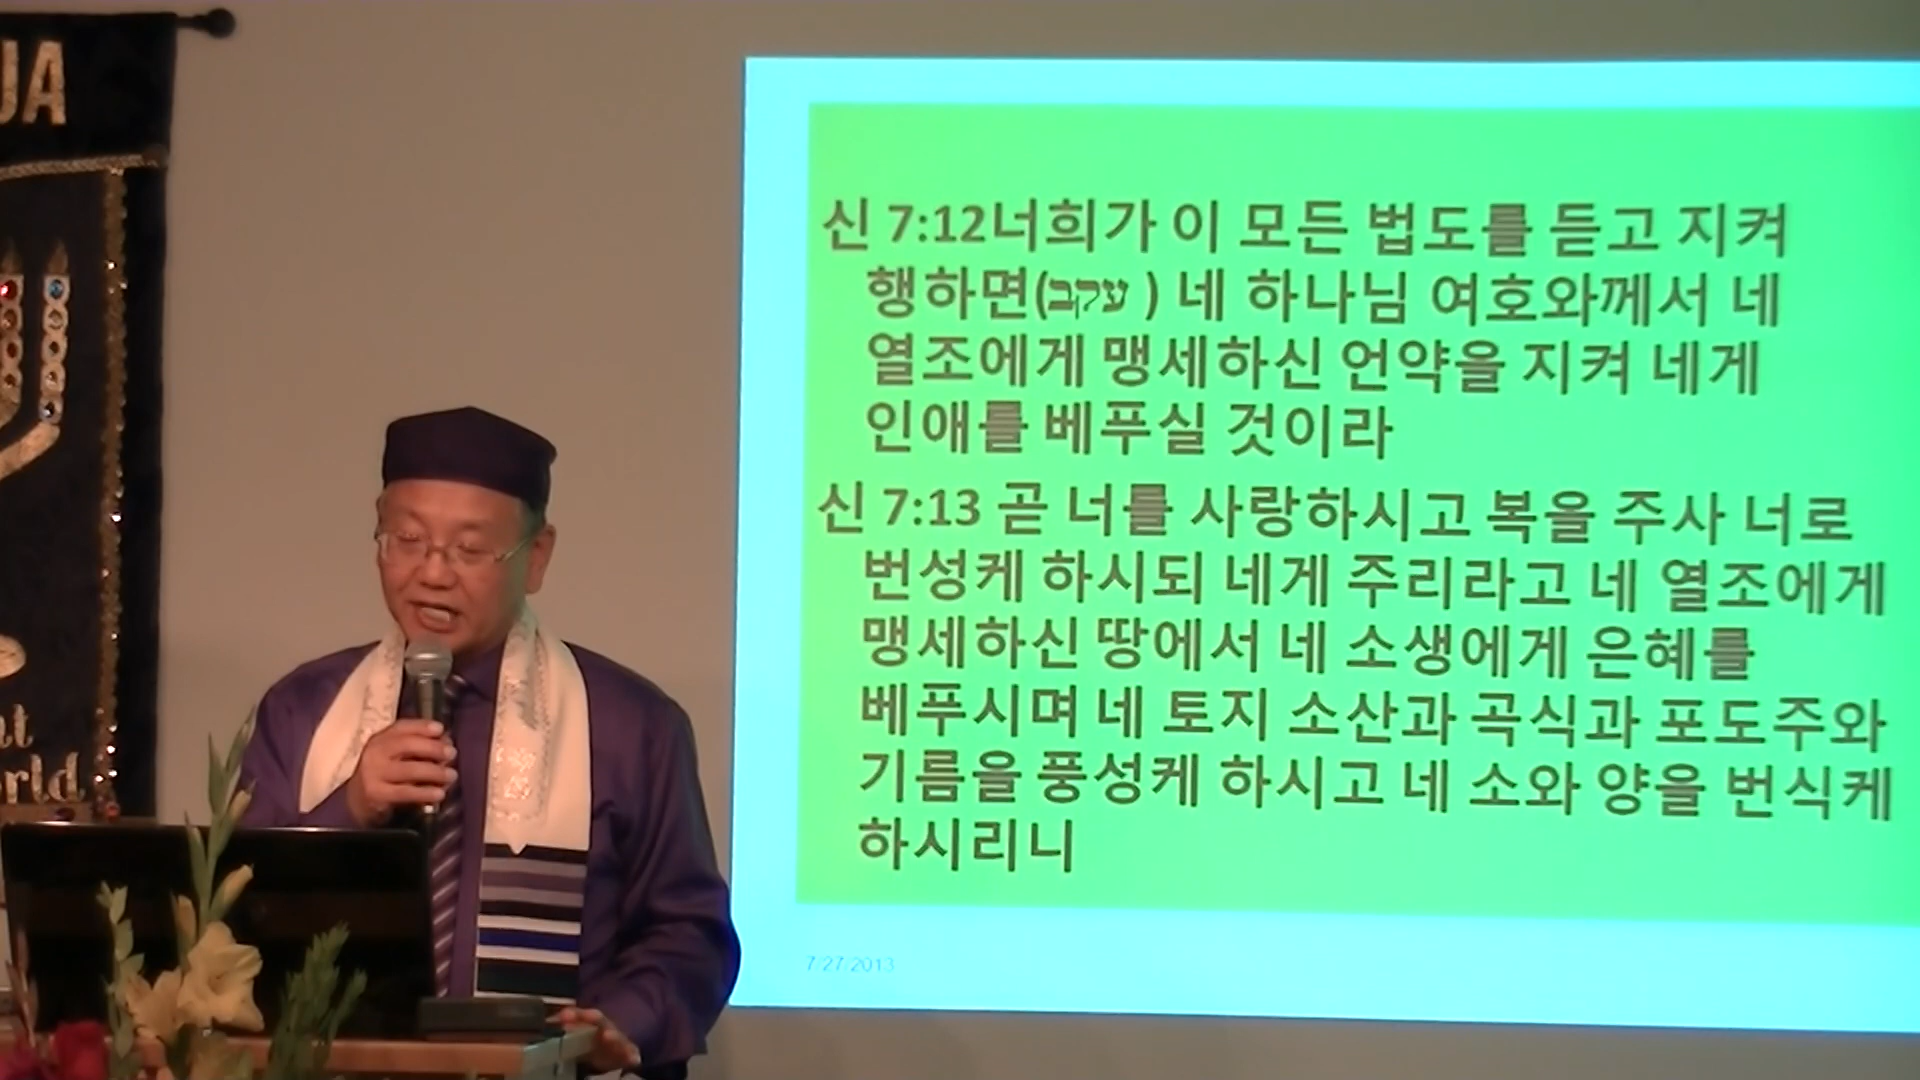 UA
nt
orld
신 7:12너희가 이 모든 법도를 듣고 지켜
행하면(עקב ) 네 하나님 여호와께서 네
열조에게 맹세하신 언약을 지켜 네게
인애를 베푸실 것이라
신 7:13 곧 너를 사랑하시고 복을 주사 너로
번성케 하시되 네게 주리라고 네 열조에게
맹세하신 땅에서 네 소생에게 은혜를
베푸시며 네 토지 소산과 곡식과 포도주와
기름을 풍성케 하시고 네 소와 양을 번식케
하시리니
7/27/2013